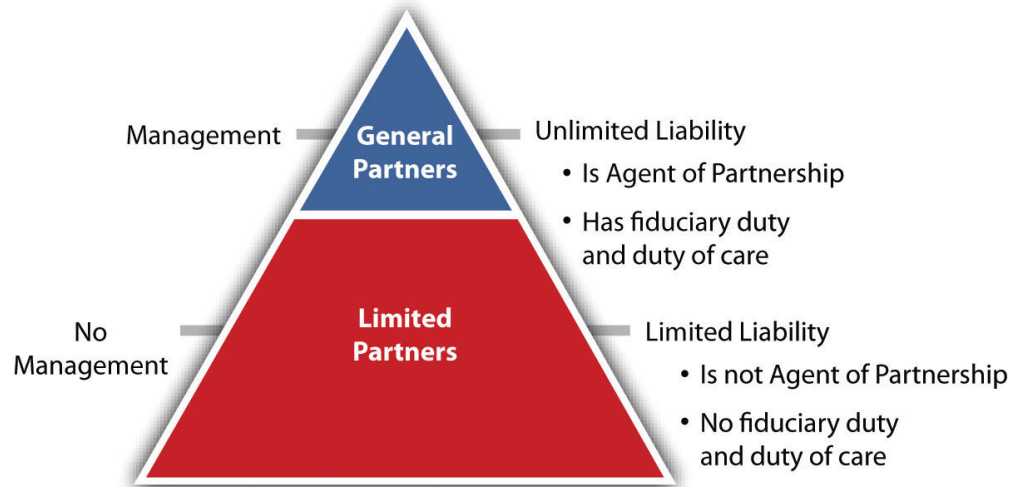 Management
General
Partners
Unlimited Liability
• Is Agent of Partnership
• Has fiduciary duty
and duty of care
No
Management
Limited
Partners
Limited Liability
• Is not Agent of Partnership
• No fiduciary duty
and duty of care